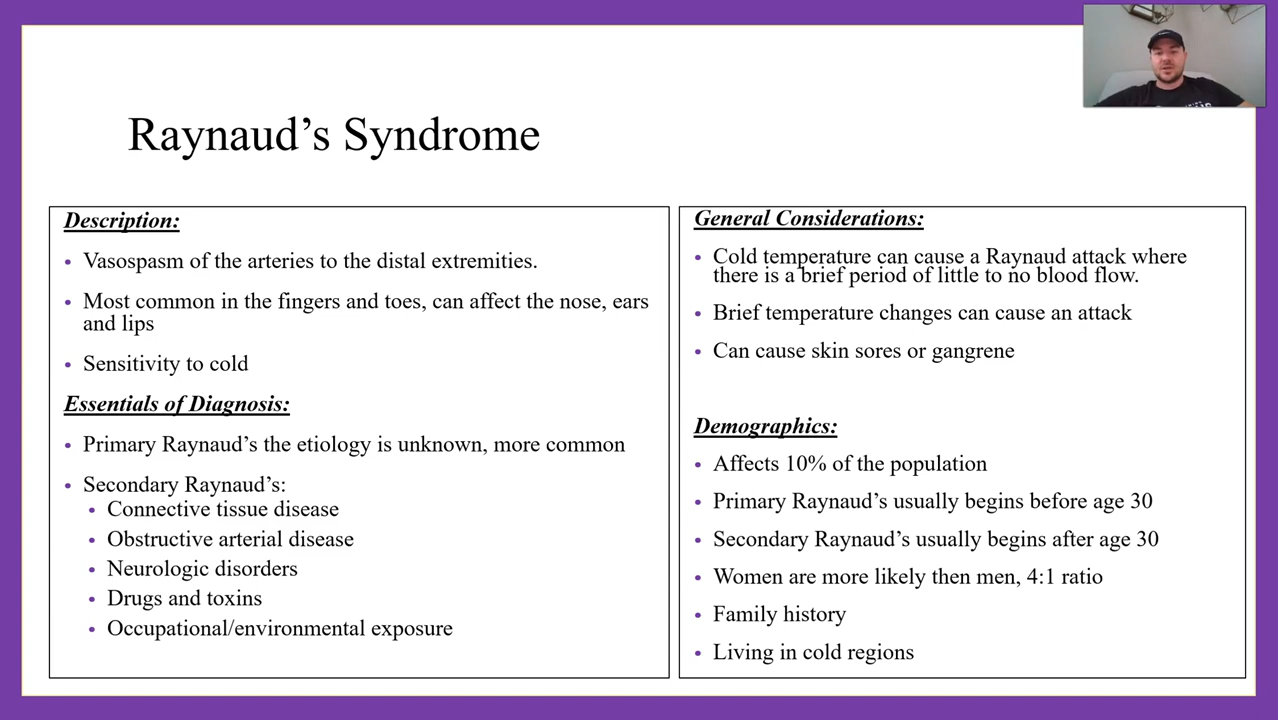 Raynaud’s Syndrome
Description:
• Vasospasm of the arteries to the distal extremities.
• Most common in the fingers and toes, can affect the nose, ears
and lips
• Sensitivity to cold
Essentials of Diagnosis:
• Primary Raynaud’s the etiology is unknown, more common
• Secondary Raynaud’s:
• Connective tissue disease
• Obstructive arterial disease
• Neurologic disorders
• Drugs and toxins
• Occupational/environmental exposure
General Considerations:
• Cold temperature can cause a Raynaud attack where
there is a brief period of little to no blood flow.
• Brief temperature changes can cause an attack
• Can cause skin sores or gangrene
Demographics:
• Affects 10% of the population
• Primary Raynaud’s usually begins before age 30
• Secondary Raynaud’s usually begins after age 30
• Women are more likely then men, 4:1 ratio
• Family history
• Living in cold regions